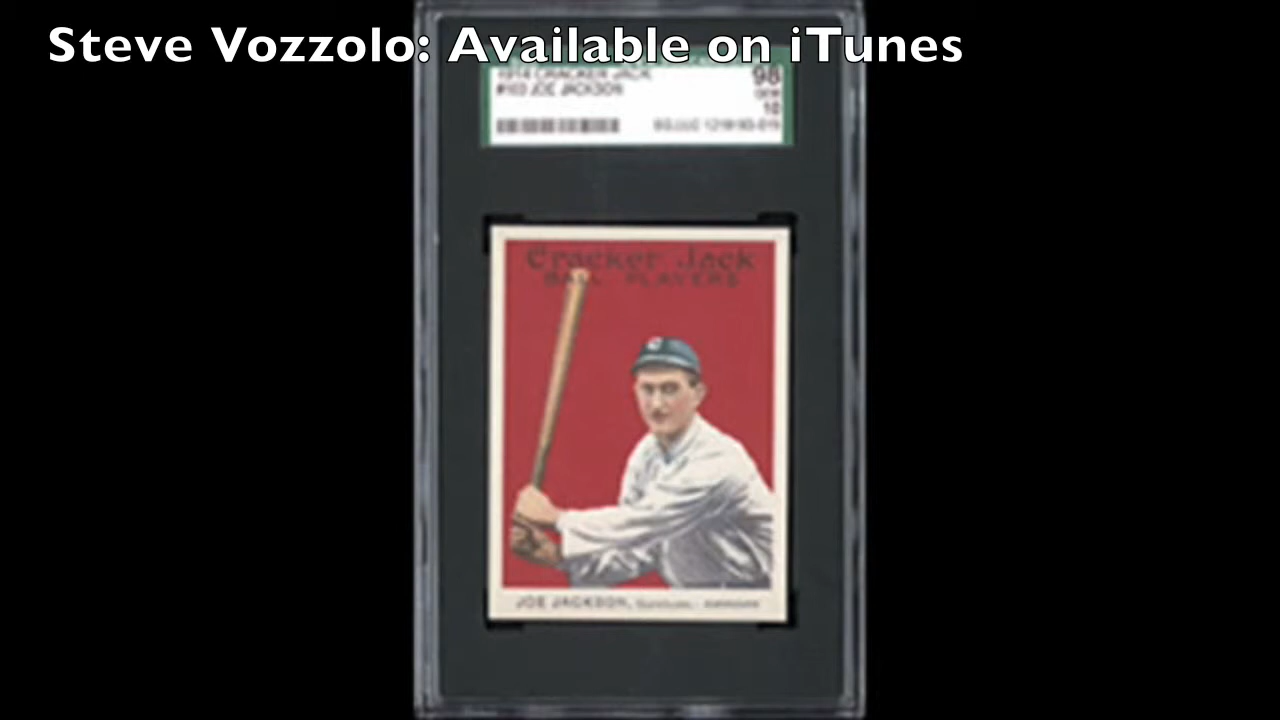 Steve Vozzolo: Available on iTunes
1914 CRACKER JACK
98
#103 JOE JACKSON
GEM
10
Cracker Jack
BALL PLAYERS
JOE JACKSON,